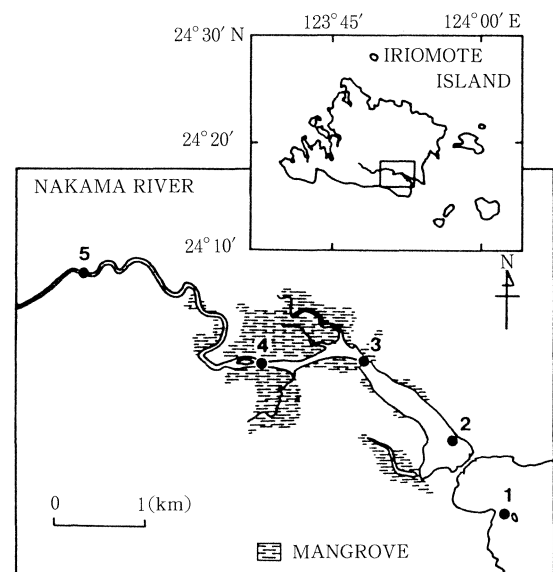 123°45' 124°00' E
24°30' N
IRIOMOTE
ISLAND
24°20'
NAKAMA RIVER
24°10'
N
5
4
3
2
1
0 1(km)
MANGROVE